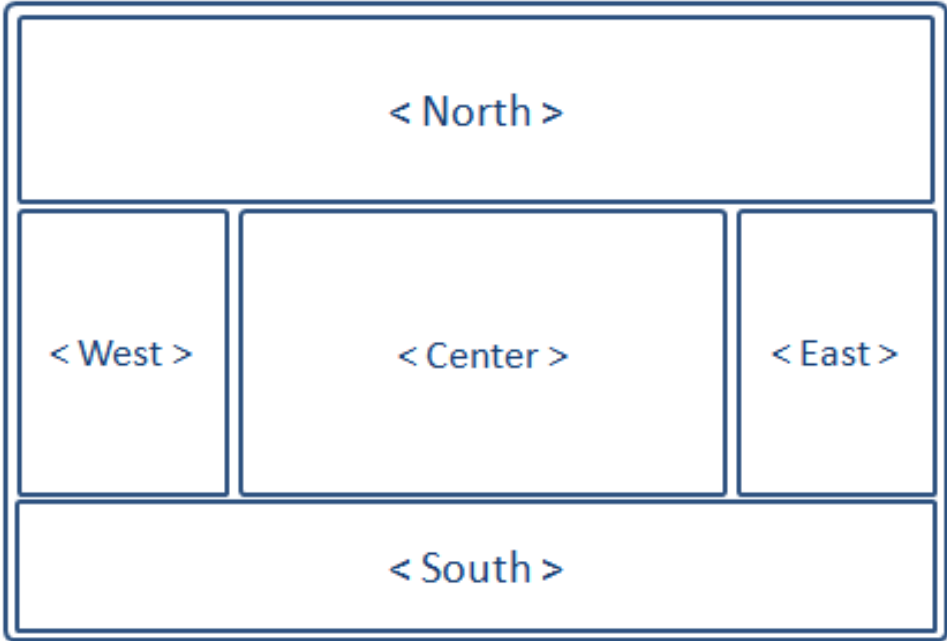 < North >
< West >
< Center >
< East >
< South >